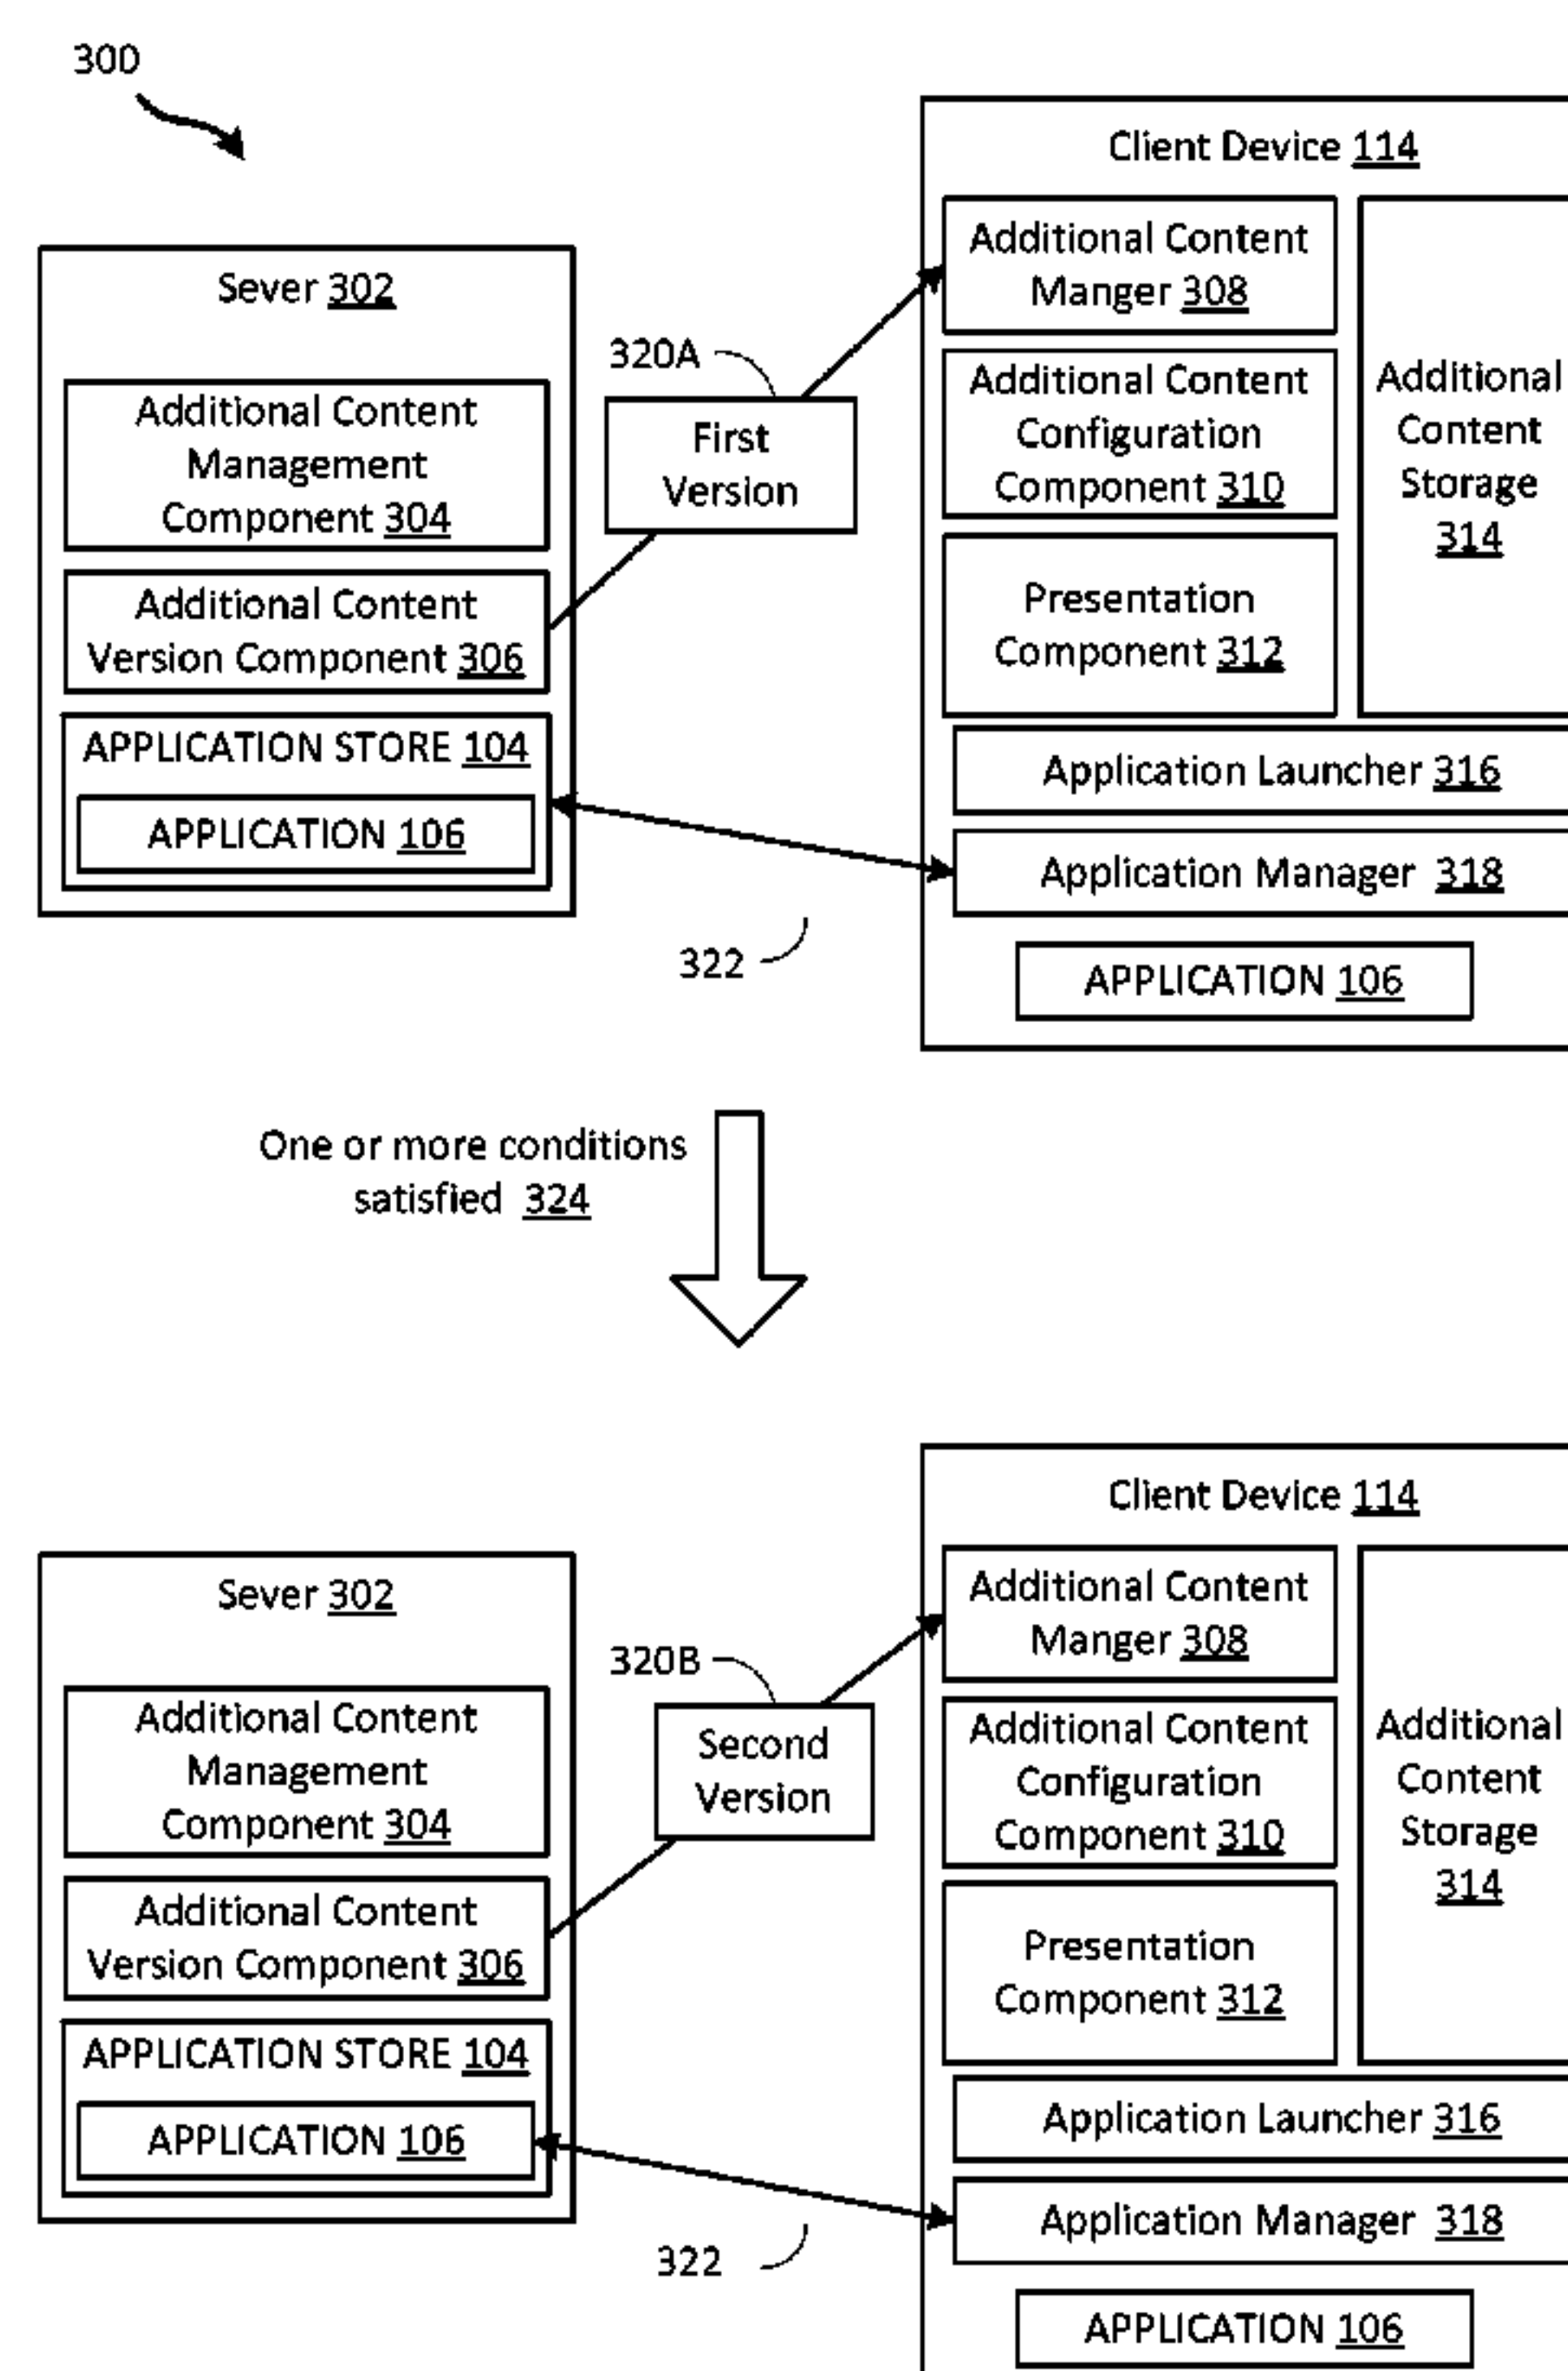 300
Client Device 114
Additional Content
Manger 308
Additional Content
Configuration
Component 310
Presentation
Component 312
Additional
Content
Storage
314
Application Launcher 316
Application Manager 318
APPLICATION 106
Sever 302
Additional Content
Management
Component 304
Additional Content
Version Component 306
APPLICATION STORE 104
APPLICATION 106
320A
First
Version
322
One or more conditions
satisfied 324
Client Device 114
Additional Content
Manger 308
Additional Content
Configuration
Component 310
Presentation
Component 312
Additional
Content
Storage
314
Application Launcher 316
Application Manager 318
APPLICATION 106
Sever 302
Additional Content
Management
Component 304
Additional Content
Version Component 306
APPLICATION STORE 104
APPLICATION 106
320B
Second
Version
322